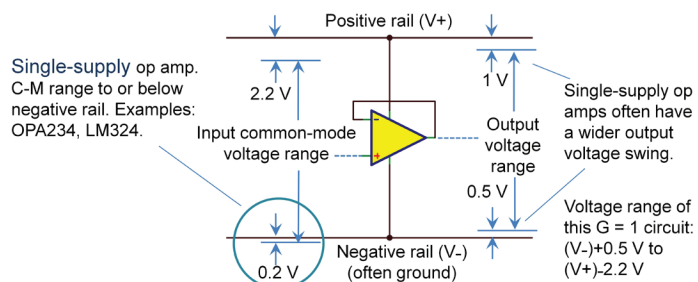 Positive rail (V+)
Single-supply op amp.
C-M range to or below
negative rail. Examples:
OPA234, LM324.
2.2 V
1 V
Single-supply op
amps often have
a wider output
voltage swing.
Input common-mode
voltage range
-
+
Output
voltage
range
0.5 V
Voltage range of
this G = 1 circuit:
(V-)+0.5 V to
(V+)-2.2 V
0.2 V
Negative rail (V-)
(often ground)